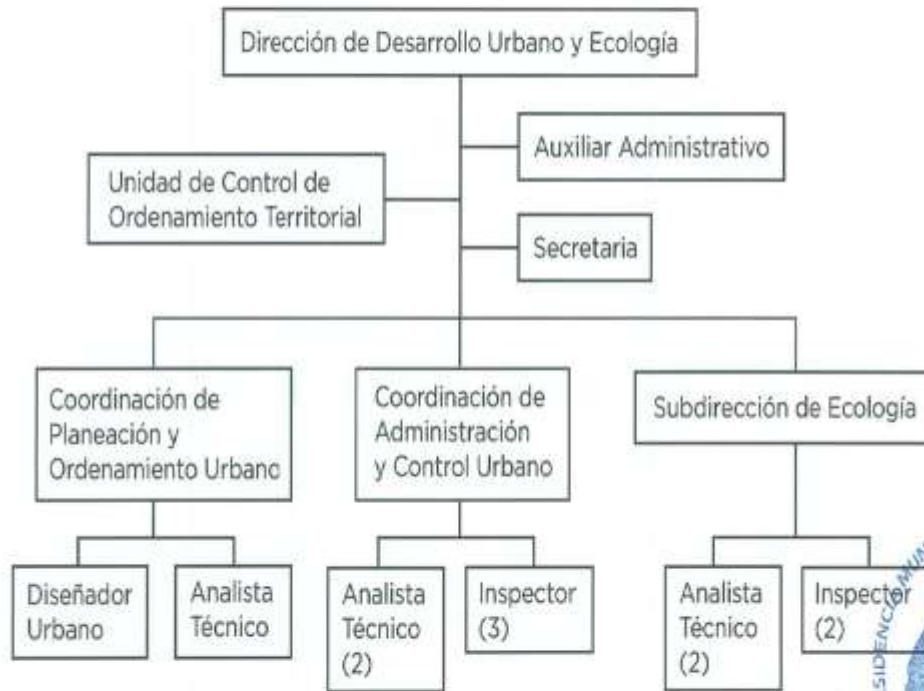 Dirección de Desarrollo Urbano y Ecología
Auxiliar Administrativo
Unidad de Control de
Ordenamiento Territorial
Secretaria
Coordinación de
Planeación y
Ordenamiento Urbano
Coordinación de
Administración
y Control Urbano
Subdirección de Ecología
Diseñador
Urbano
Analista
Técnico
Analista
Técnico
(2)
Inspector
(3)
Analista
Técnico
(2)
Inspector
(2)